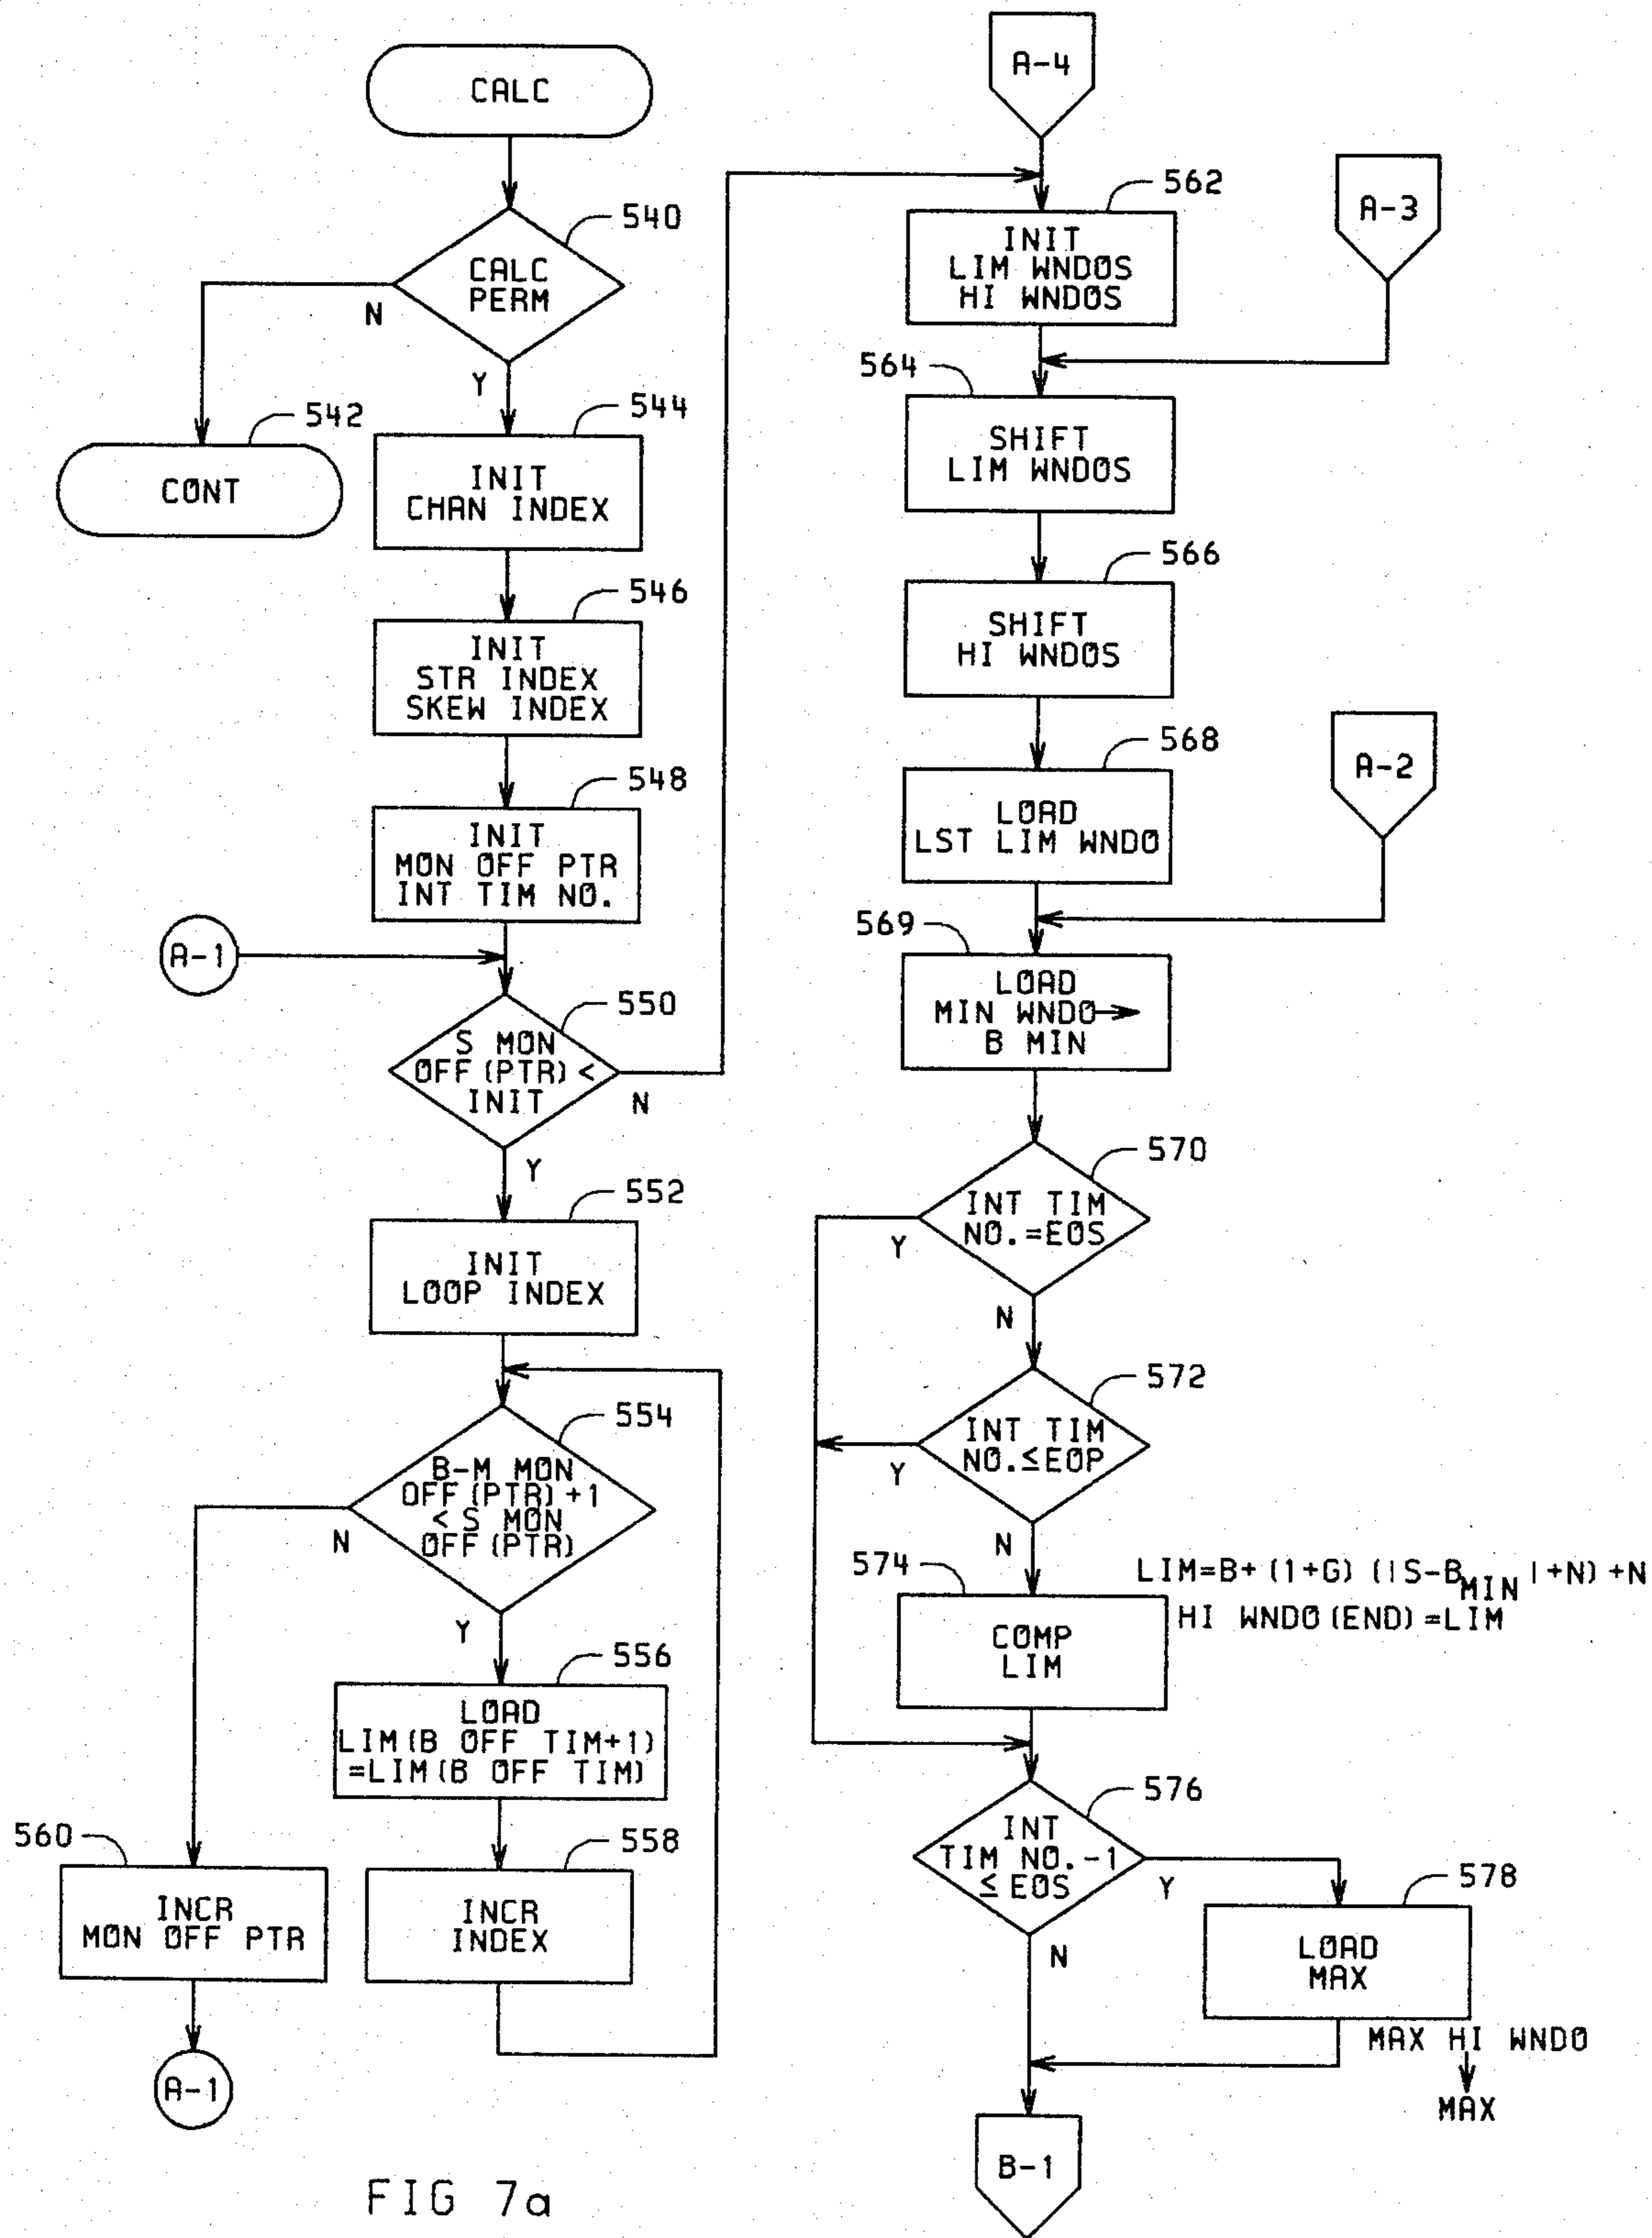 CALC
540
CALC
PERM
N
Y
542
CONT
544
INIT
CHAN INDEX
546
INIT
STR INDEX
SKEW INDEX
548
INIT
MON OFF PTR
INT TIM NO.
A-1
550
S MON
OFF(PTR)<
INIT
N
Y
552
INIT
LOOP INDEX
554
B-M MON
OFF(PTR)+1
< S MON
OFF(PTR)
N
Y
556
LOAD
LIM(B OFF TIM+1)
=LIM(B OFF TIM)
558
INCR
INDEX
560
INCR
MON OFF PTR
A-1
A-4
562
INIT
LIM WNDOS
HI WNDOS
A-3
564
SHIFT
LIM WNDOS
566
SHIFT
HI WNDOS
568
LOAD
LST LIM WNDO
A-2
569
LOAD
MIN WNDO→
B MIN
570
INT TIM
NO.=EOS
Y
N
572
INT TIM
NO.≤EOP
Y
N
574
COMP
LIM
LIM=B+(1+G)(|S-BMIN|+N)+N
HI WNDO(END)=LIM
576
INT
TIM NO.-1
≤ EOS
Y
N
578
LOAD
MAX
MAX HI WNDO
↓
MAX
B-1
FIG 7a